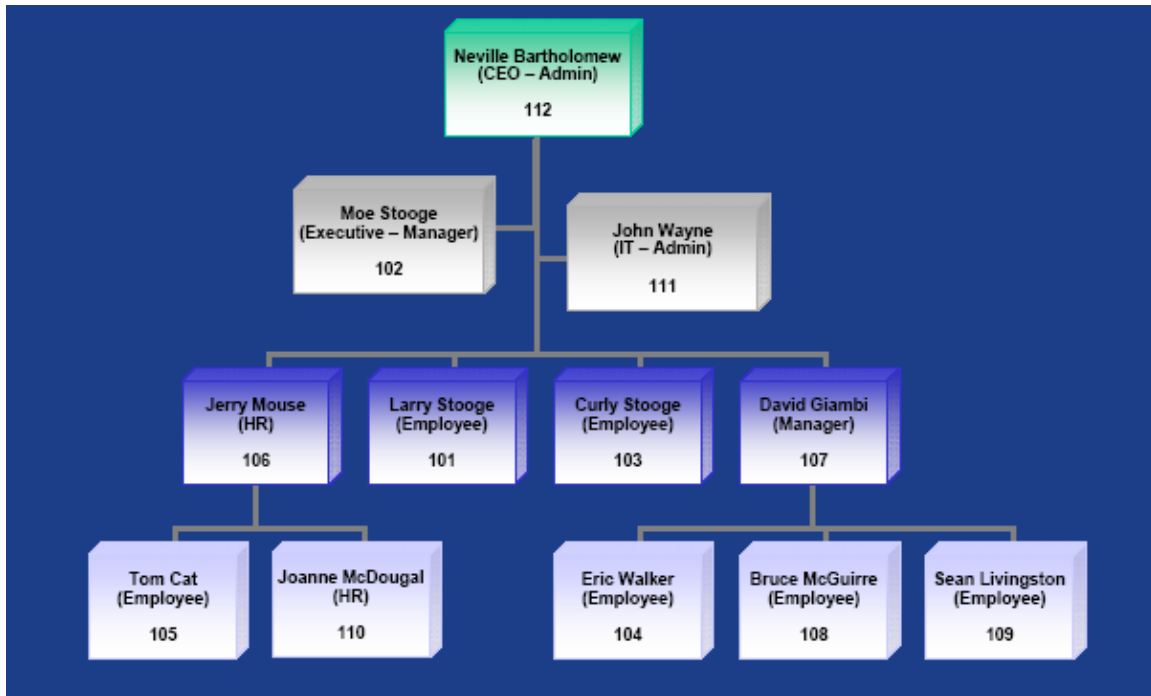 Neville Bartholomew
(CEO – Admin)
112
Moe Stooge
(Executive – Manager)
102
John Wayne
(IT – Admin)
111
Jerry Mouse
(HR)
106
Larry Stooge
(Employee)
101
Curly Stooge
(Employee)
103
David Giambi
(Manager)
107
Tom Cat
(Employee)
105
Joanne McDougal
(HR)
110
Eric Walker
(Employee)
104
Bruce McGuirre
(Employee)
108
Sean Livingston
(Employee)
109